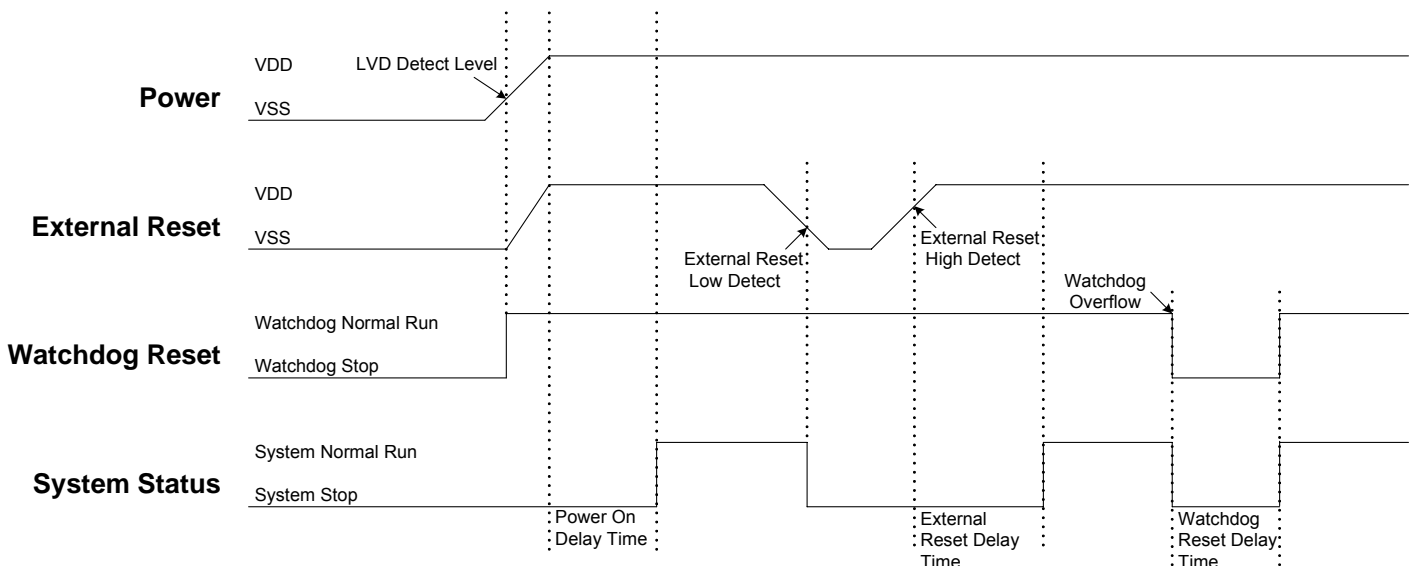 VDD
LVD Detect Level
Power
VSS
VDD
External Reset
VSS
External Reset
Low Detect
External Reset
High Detect
Watchdog
Overflow
Watchdog Normal Run
Watchdog Reset
Watchdog Stop
System Normal Run
System Status
System Stop
Power On
Delay Time
External
Reset Delay
Time
Watchdog
Reset Delay
Time